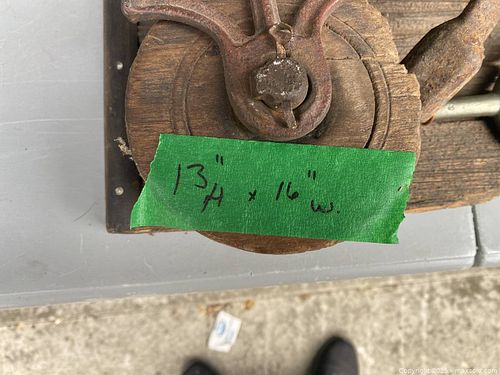 13" H x 16" W.
Copyright 2025 - maxsold.com